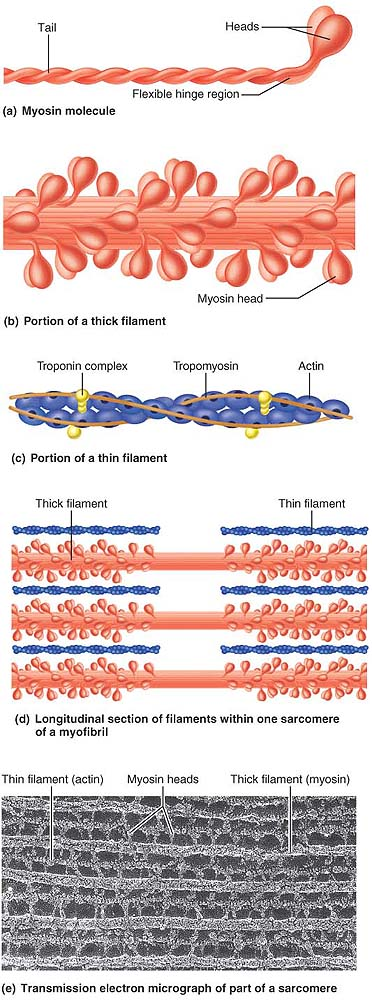 Tail
Heads
Flexible hinge region
(a) Myosin molecule
Myosin head
(b) Portion of a thick filament
Troponin complex
Tropomyosin
Actin
(c) Portion of a thin filament
Thick filament
Thin filament
(d) Longitudinal section of filaments within one sarcomere
of a myofibril
Thin filament (actin)
Myosin heads
Thick filament (myosin)
(e) Transmission electron micrograph of part of a sarcomere